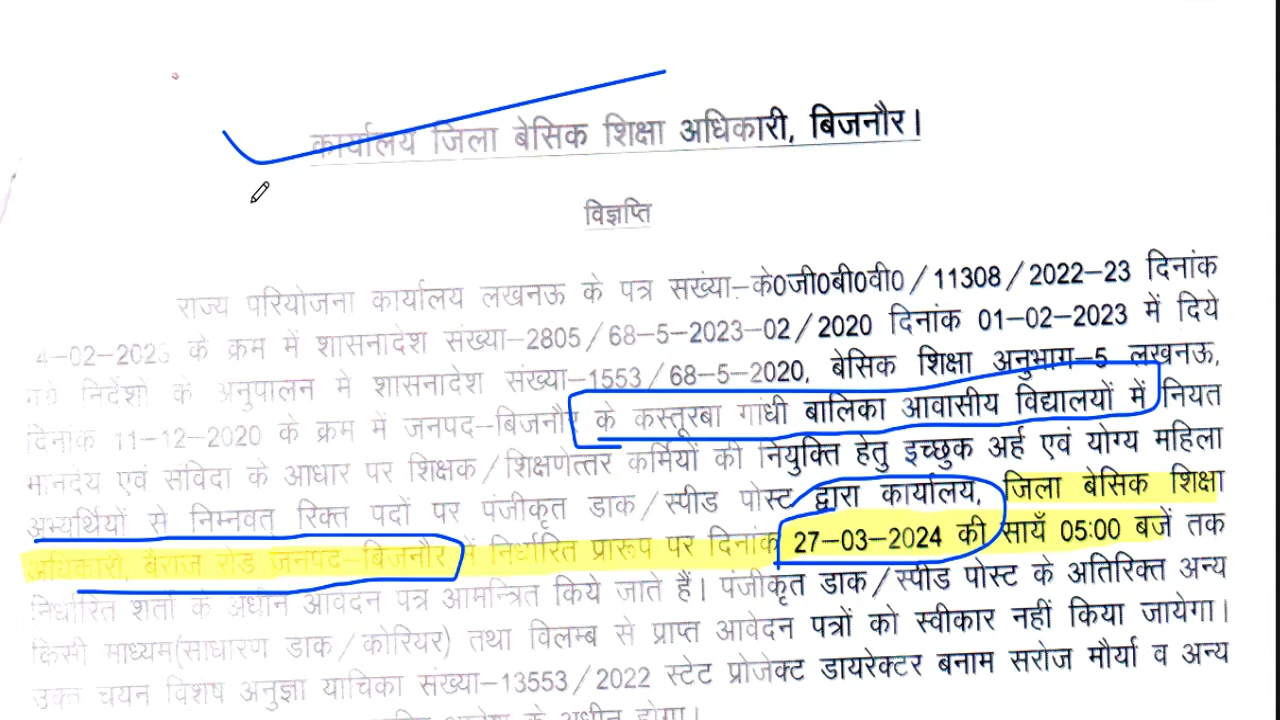 कार्यालय जिला बेसिक शिक्षा अधिकारी, बिजनौर।
विज्ञप्ति
राज्य परियोजना कार्यालय लखनऊ के पत्र सख्या-के0जी0बी0वी0/11308/2022-23 दिनांक
4-02-2023 के क्रम में शासनादेश संख्या-2805/68-5-2023-02/2020 दिनांक 01-02-2023 में दिये
गये निर्देशो के अनुपालन मे शासनादेश संख्या-1553/68-5-2020, बेसिक शिक्षा अनुभाग-5 लखनऊ,
दिनांक 11-12-2020 के क्रम में जनपद-बिजनौर के कस्तूरबा गांधी बालिका आवासीय विद्यालयों में नियत
मानदेय एवं संविदा के आधार पर शिक्षक/शिक्षणेत्तर कर्मियों की नियुक्ति हेतु इच्छुक अर्ह एवं योग्य महिला
अभ्यर्थियों से निम्नवत् रिक्त पदों पर पंजीकृत डाक/स्पीड पोस्ट द्वारा कार्यालय, जिला बेसिक शिक्षा
अधिकारी, बैराज रोड जनपद-बिजनौर में निर्धारित प्रारूप पर दिनांक 27-03-2024 की सायँ 05:00 बजें तक
निर्धारित शर्तो के अधीन आवेदन पत्र आमन्त्रित किये जाते हैं। पंजीकृत डाक/स्पीड पोस्ट के अतिरिक्त अन्य
किसी माध्यम(साधारण डाक/कोरियर) तथा विलम्ब से प्राप्त आवेदन पत्रों को स्वीकार नहीं किया जायेगा।
उक्त चयन विशेष अनुज्ञा याचिका संख्या-13553/2022 स्टेट प्रोजेक्ट डायरेक्टर बनाम सरोज मौर्या व अन्य
आदेश के अधीन होगा।